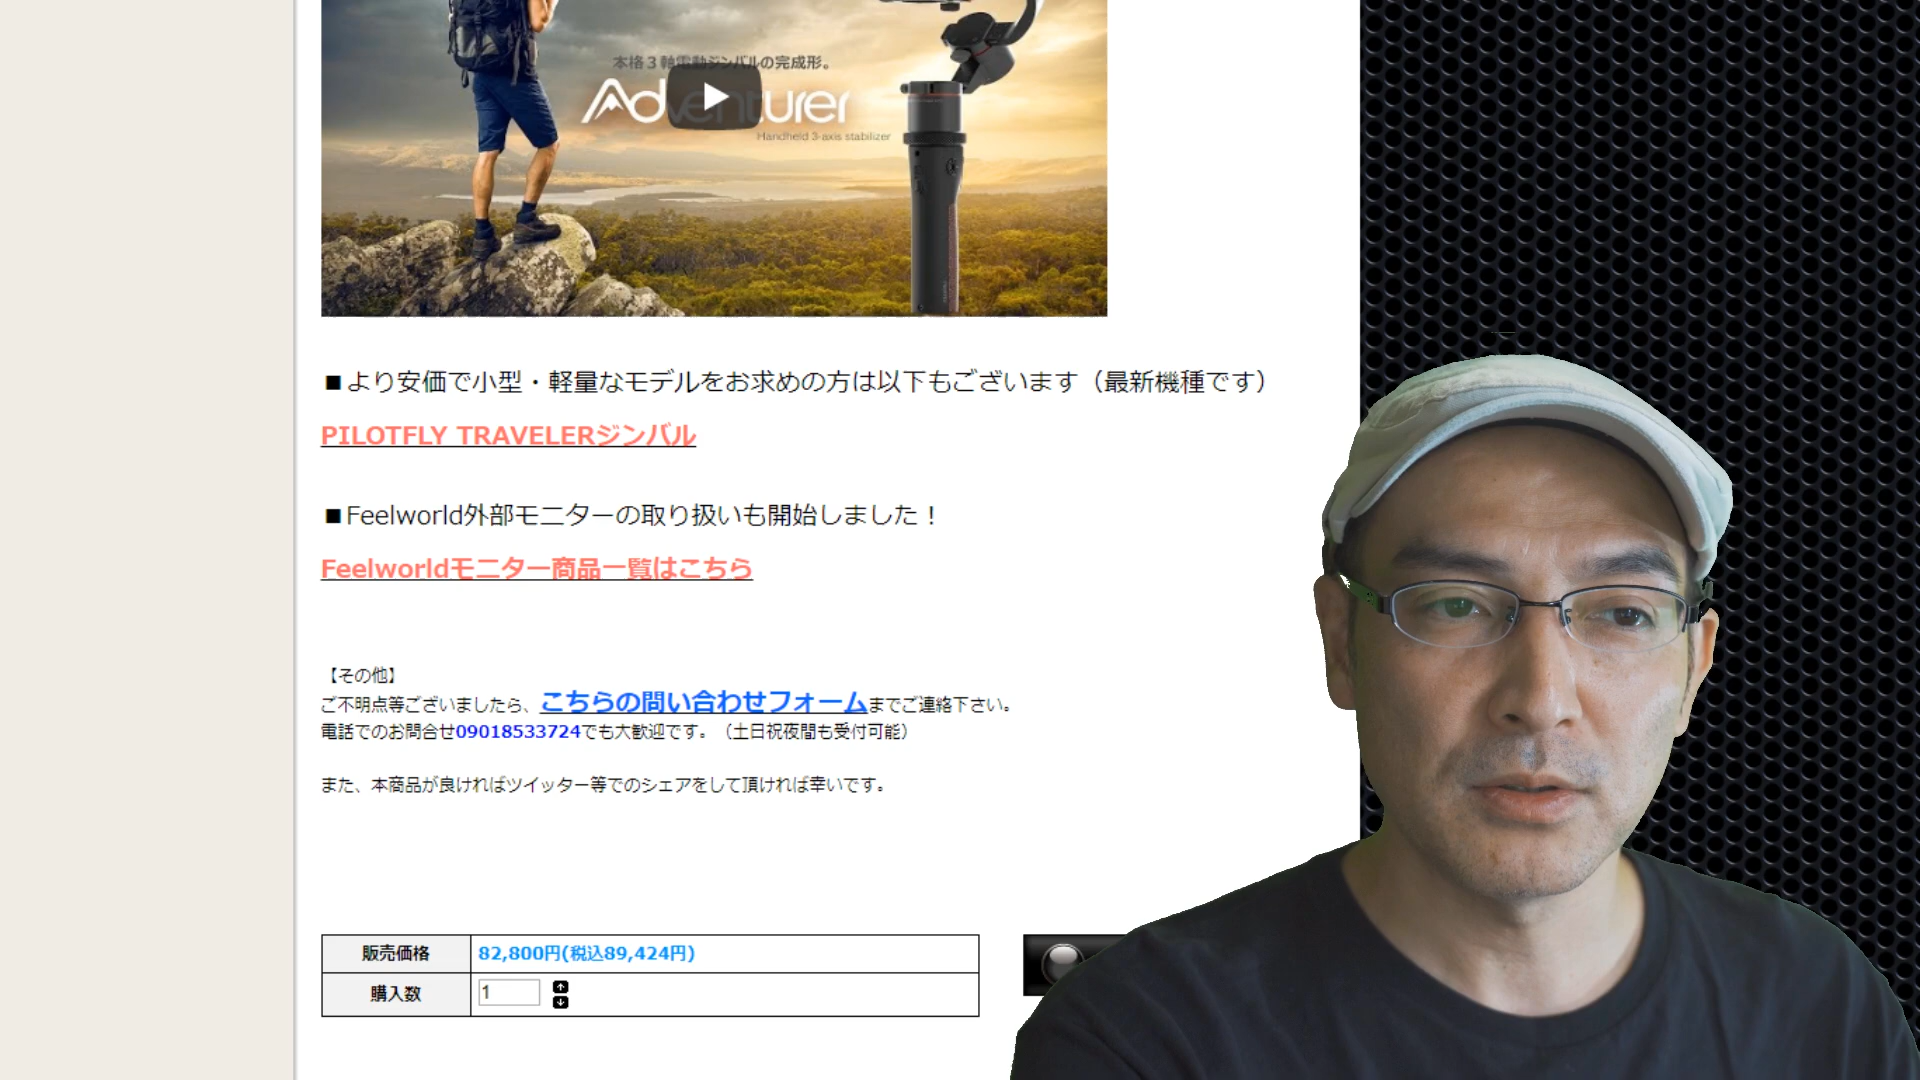 本格3軸電動ジンバルの完成形。
Adventurer
Handheld 3-axis stabilizer
■より安価で小型・軽量なモデルをお求めの方は以下もございます（最新機種です）
PILOTFLY TRAVELERジンバル
■Feelworld外部モニターの取り扱いも開始しました！
Feelworldモニター商品一覧はこちら
【その他】
ご不明点等ございましたら、こちらの問い合わせフォームまでご連絡下さい。
電話でのお問合せ09018533724でも大歓迎です。（土日祝夜間も受付可能）
また、本商品が良ければツイッター等でのシェアをして頂ければ幸いです。
販売価格 82,800円(税込89,424円)
購入数 1